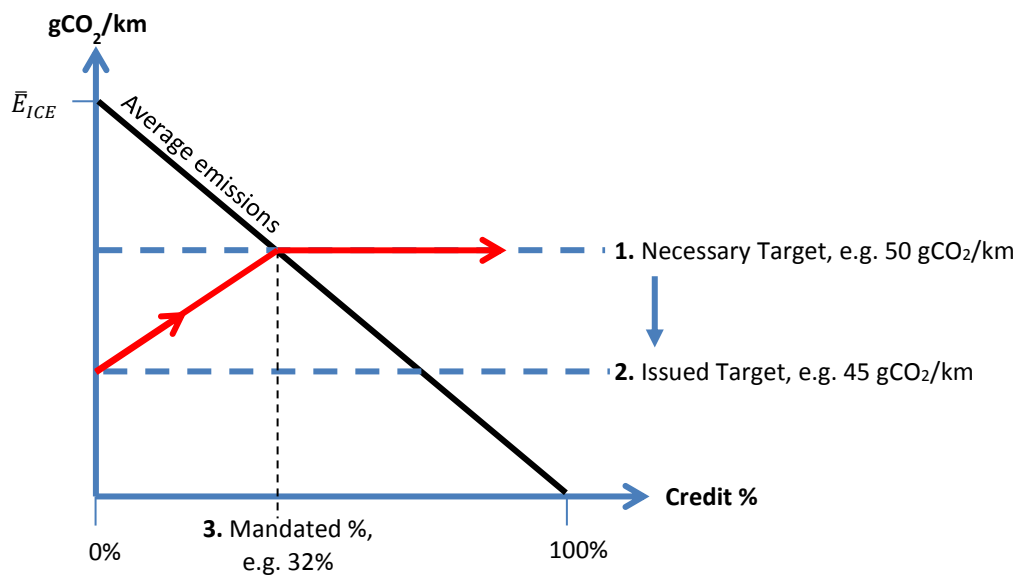 gCO₂/km
Ē_ICE
Average emissions
1. Necessary Target, e.g. 50 gCO₂/km
2. Issued Target, e.g. 45 gCO₂/km
Credit %
0%
3. Mandated %,
e.g. 32%
100%